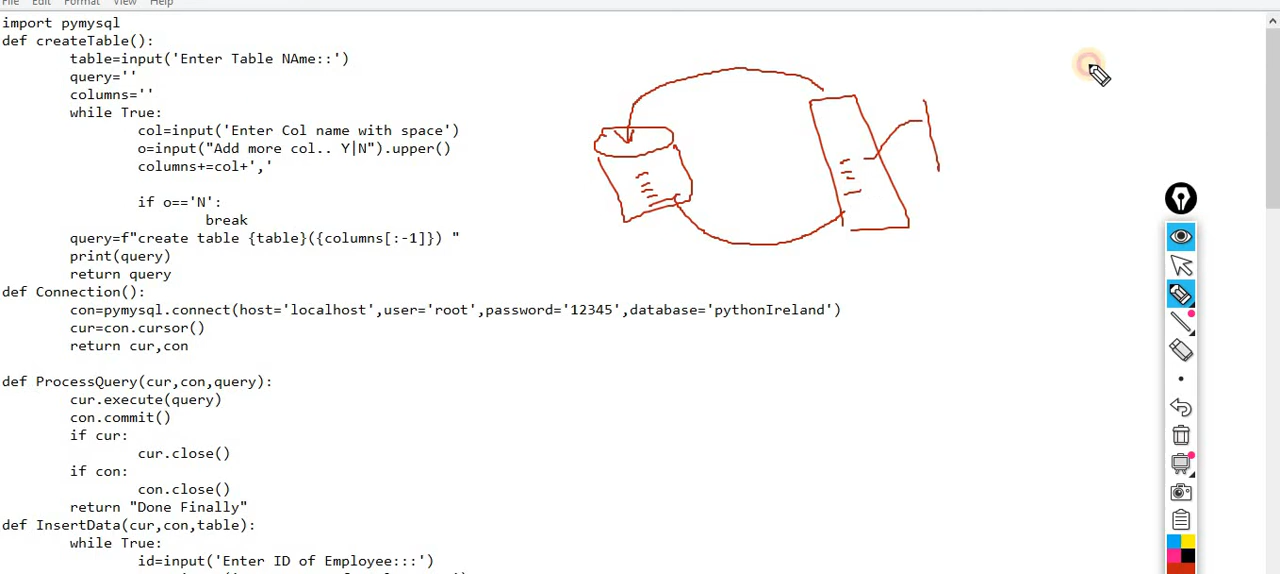 File Edit Format View Help
import pymysql
def createTable():
table=input('Enter Table NAme::')
query=''
columns=''
while True:
col=input('Enter Col name with space')
o=input("Add more col.. Y|N").upper()
columns+=col+','
if o=='N':
break
query=f"create table {table}({columns[:-1]}) "
print(query)
return query
def Connection():
con=pymysql.connect(host='localhost',user='root',password='12345',database='pythonIreland')
cur=con.cursor()
return cur,con
def ProcessQuery(cur,con,query):
cur.execute(query)
con.commit()
if cur:
cur.close()
if con:
con.close()
return "Done Finally"
def InsertData(cur,con,table):
while True:
id=input('Enter ID of Employee:::')